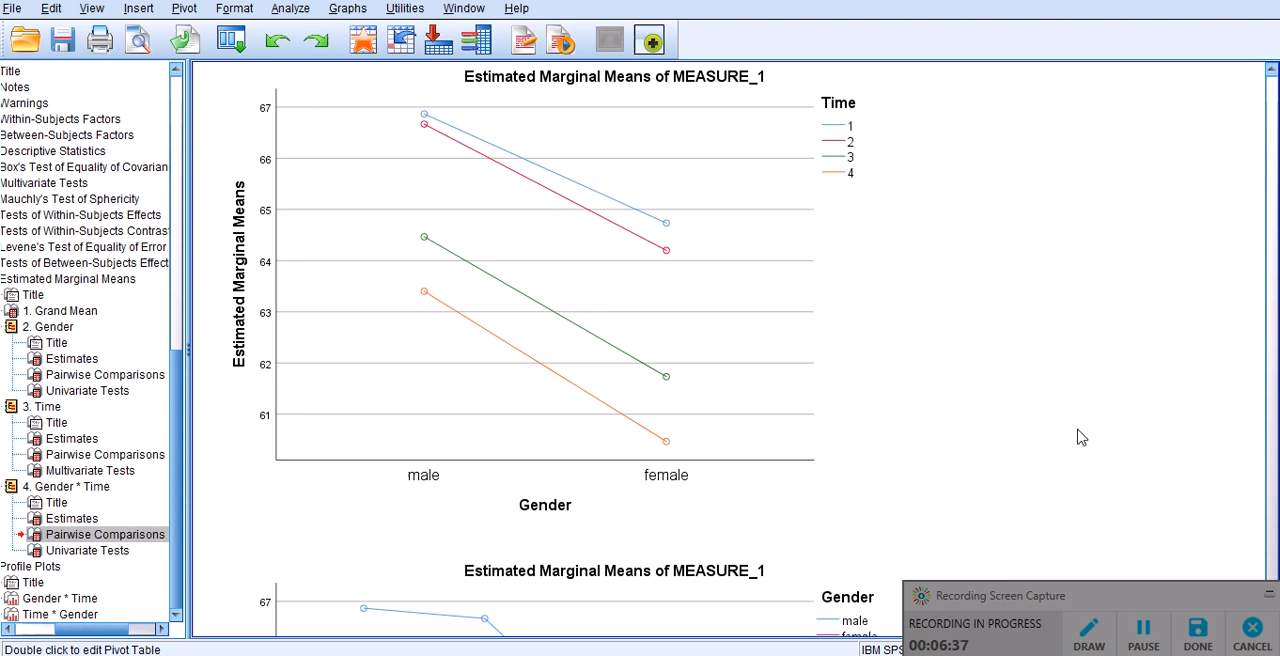 File Edit View Insert Pivot Format Analyze Graphs Utilities Window Help
Title
Notes
Warnings
Within-Subjects Factors
Between-Subjects Factors
Descriptive Statistics
Box's Test of Equality of Covarian
Multivariate Tests
Mauchly's Test of Sphericity
Tests of Within-Subjects Effects
Tests of Within-Subjects Contras
Levene's Test of Equality of Error
Tests of Between-Subjects Effect
Estimated Marginal Means
Title
1. Grand Mean
2. Gender
Title
Estimates
Pairwise Comparisons
Univariate Tests
3. Time
Title
Estimates
Pairwise Comparisons
Multivariate Tests
4. Gender * Time
Title
Estimates
Pairwise Comparisons
Univariate Tests
Profile Plots
Title
Gender * Time
Time * Gender
Estimated Marginal Means of MEASURE_1
Estimated Marginal Means
67
66
65
64
63
62
61
male female
Gender
Time
1
2
3
4
Estimated Marginal Means of MEASURE_1
67
Gender
male
female
Recording Screen Capture
RECORDING IN PROGRESS
00:06:37
DRAW PAUSE DONE CANCEL
Double click to edit Pivot Table
IBM SPS